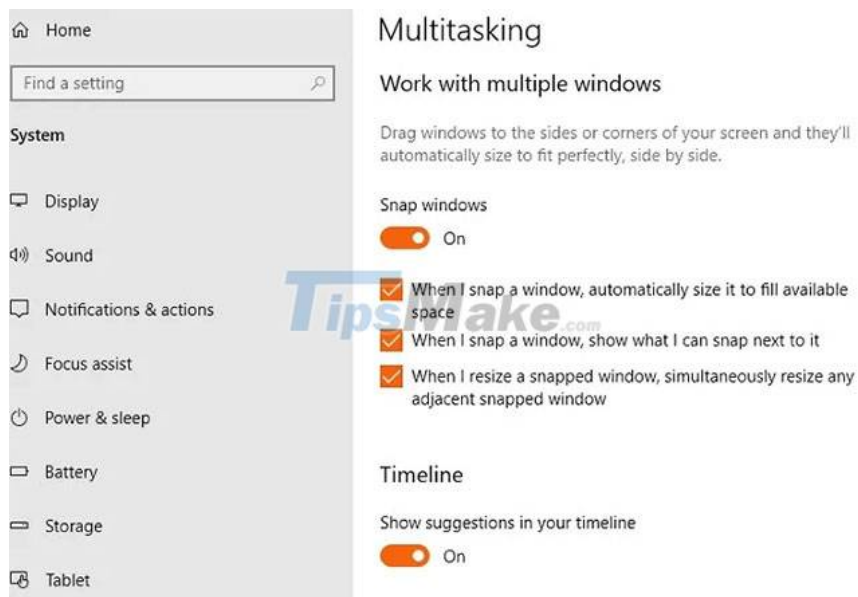 Home
Find a setting
System
Display
Sound
Notifications & actions
Focus assist
Power & sleep
Battery
Storage
Tablet
Multitasking
Work with multiple windows
Drag windows to the sides or corners of your screen and they'll
automatically size to fit perfectly, side by side.
Snap windows
On
When I snap a window, automatically size it to fill available
space
When I snap a window, show what I can snap next to it
When I resize a snapped window, simultaneously resize any
adjacent snapped window
Timeline
Show suggestions in your timeline
On
TipsMake.com